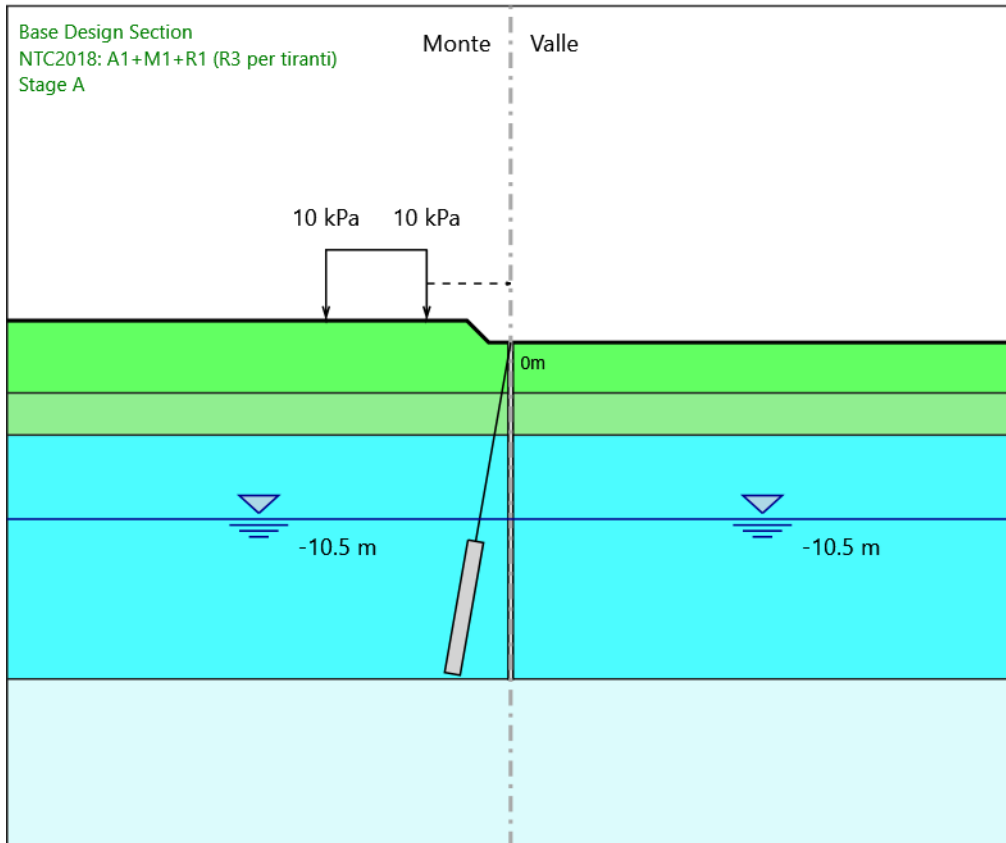 Base Design Section
NTC2018: A1+M1+R1 (R3 per tiranti)
Stage A
Monte
Valle
10 kPa
10 kPa
0m
-10.5 m
-10.5 m